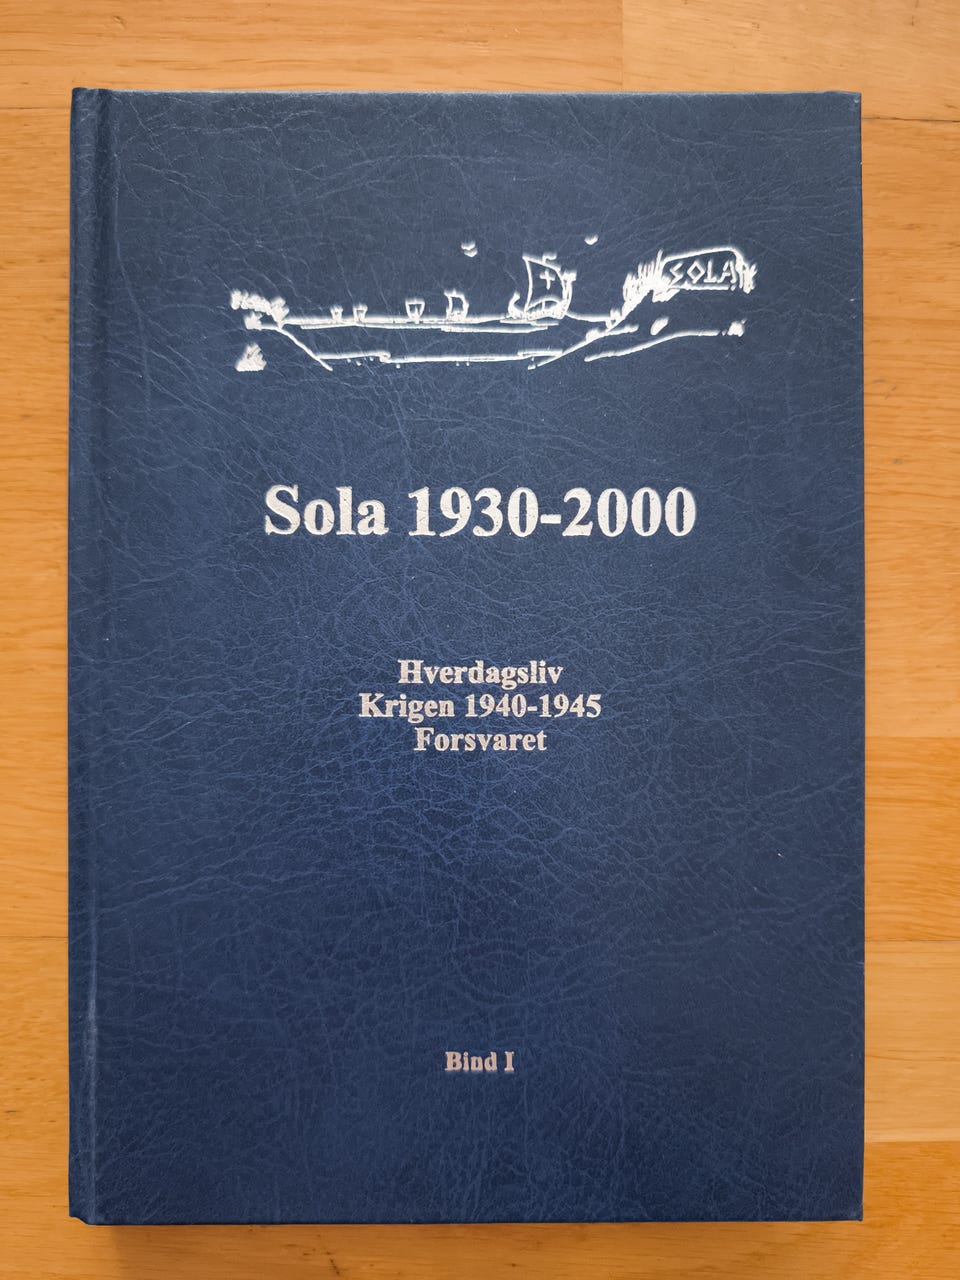 SOLA
Sola 1930-2000
Hverdagsliv
Krigen 1940-1945
Forsvaret
Bind I